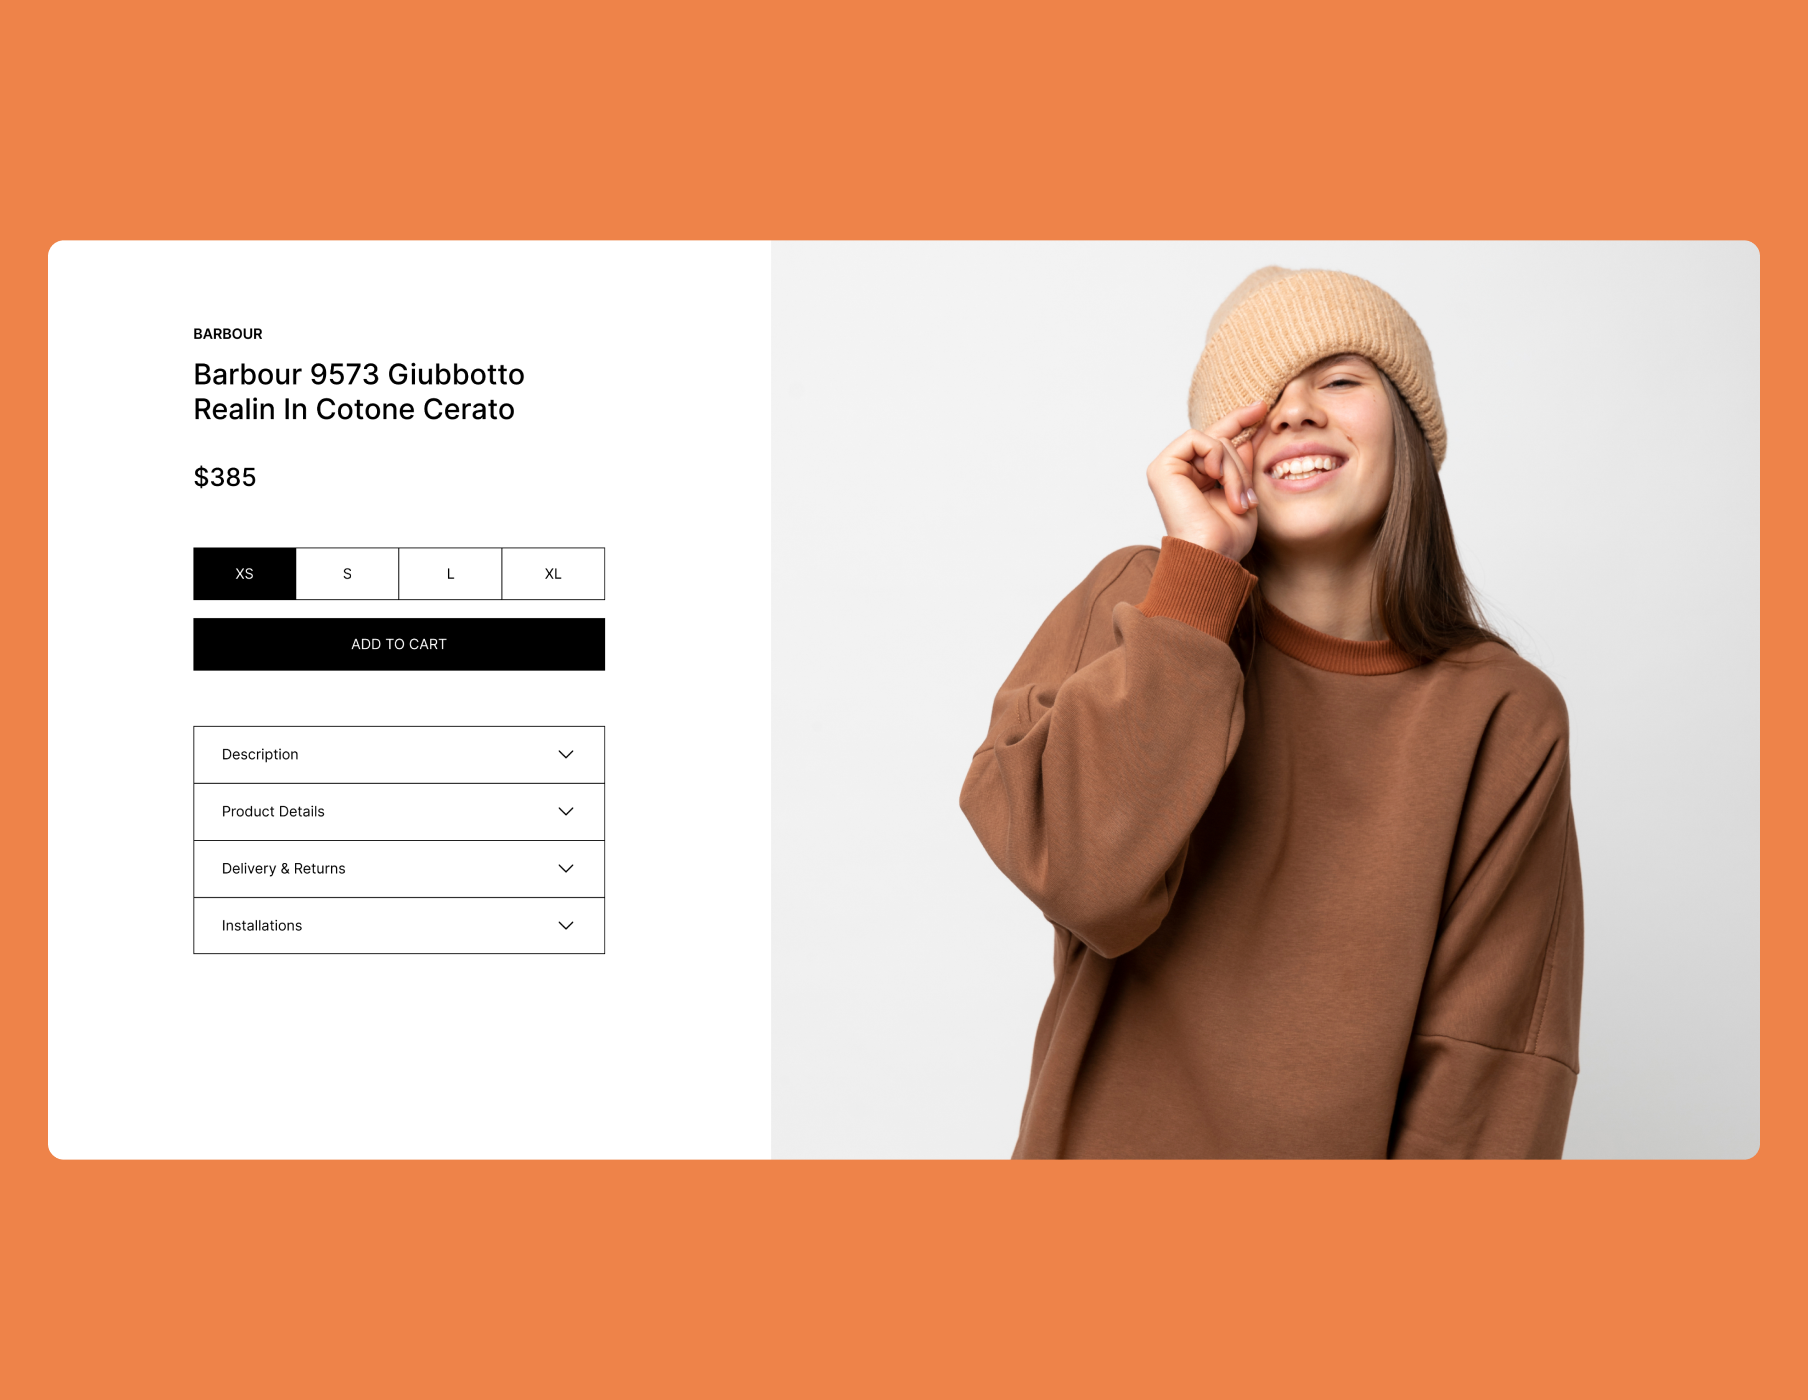 BARBOUR
Barbour 9573 Giubbotto
Realin In Cotone Cerato
$385
XS S L XL
ADD TO CART
Description
Product Details
Delivery & Returns
Installations